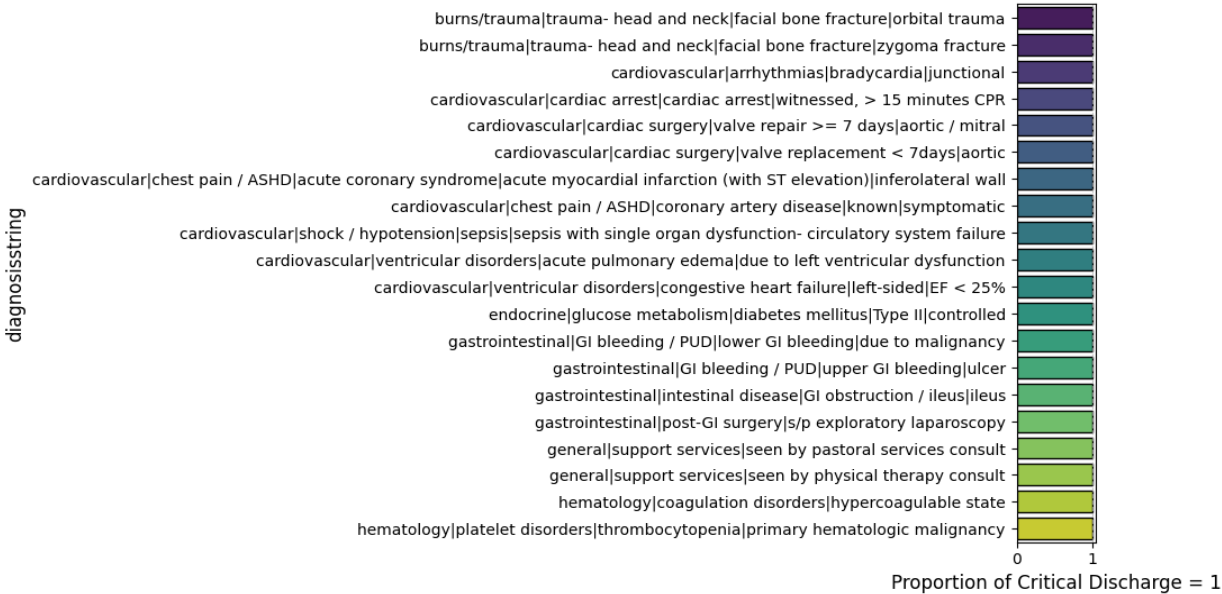 burns/trauma|trauma- head and neck|facial bone fracture|orbital trauma
burns/trauma|trauma- head and neck|facial bone fracture|zygoma fracture
cardiovascular|arrhythmias|bradycardia|junctional
cardiovascular|cardiac arrest|cardiac arrest|witnessed, > 15 minutes CPR
cardiovascular|cardiac surgery|valve repair >= 7 days|aortic / mitral
cardiovascular|cardiac surgery|valve replacement < 7days|aortic
cardiovascular|chest pain / ASHD|acute coronary syndrome|acute myocardial infarction (with ST elevation)|inferolateral wall
cardiovascular|chest pain / ASHD|coronary artery disease|known|symptomatic
cardiovascular|shock / hypotension|sepsis|sepsis with single organ dysfunction- circulatory system failure
cardiovascular|ventricular disorders|acute pulmonary edema|due to left ventricular dysfunction
cardiovascular|ventricular disorders|congestive heart failure|left-sided|EF < 25%
endocrine|glucose metabolism|diabetes mellitus|Type II|controlled
gastrointestinal|GI bleeding / PUD|lower GI bleeding|due to malignancy
gastrointestinal|GI bleeding / PUD|upper GI bleeding|ulcer
gastrointestinal|intestinal disease|GI obstruction / ileus|ileus
gastrointestinal|post-GI surgery|s/p exploratory laparoscopy
general|support services|seen by pastoral services consult
general|support services|seen by physical therapy consult
hematology|coagulation disorders|hypercoagulable state
hematology|platelet disorders|thrombocytopenia|primary hematologic malignancy
diagnosisstring
0 1
Proportion of Critical Discharge = 1